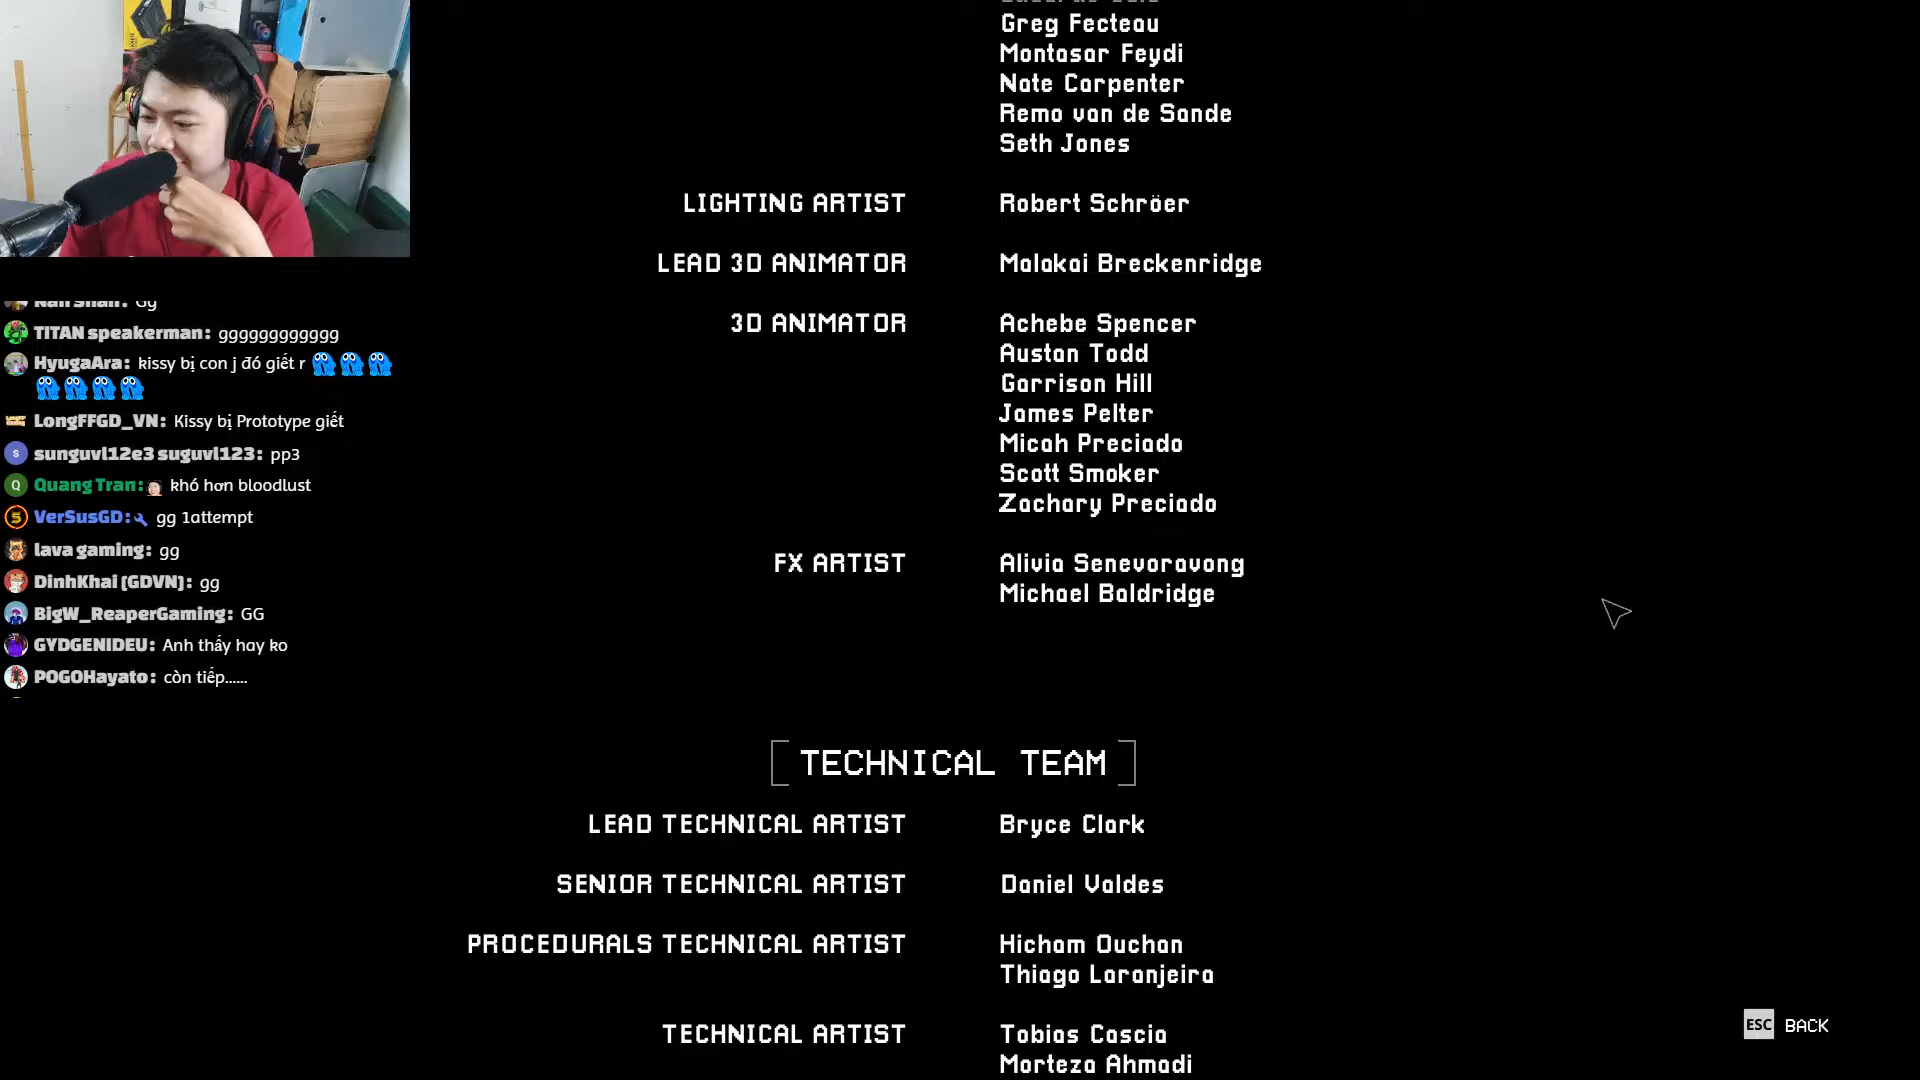 Greg Fecteau
Montasar Feydi
Nate Carpenter
Remo van de Sande
Seth Jones
LIGHTING ARTIST Robert Schröer
LEAD 3D ANIMATOR Malakai Breckenridge
3D ANIMATOR Achebe Spencer
Austan Todd
Garrison Hill
James Pelter
Micah Preciado
Scott Smoker
Zachary Preciado
FX ARTIST Alivia Senevoravong
Michael Baldridge
TECHNICAL TEAM
LEAD TECHNICAL ARTIST Bryce Clark
SENIOR TECHNICAL ARTIST Daniel Valdes
PROCEDURALS TECHNICAL ARTIST Hicham Ouchan
Thiago Laranjeira
TECHNICAL ARTIST Tobias Cascia
Morteza Ahmadi
ESC BACK
Gy
TITAN speakerman: gggggggggggg
HyugaAra: kissy bị con j đó giết r
LongFFGD_VN: Kissy bị Prototype giết
S sunguvl12e3 suguvl123: pp3
Q Quang Tran: khó hơn bloodlust
VerSusGD: gg 1attempt
lava gaming: gg
DinhKhai [GDVN]: gg
BigW_ReaperGaming: GG
GYDGENIDEU: Anh thấy hay ko
POGOHayato: còn tiếp......